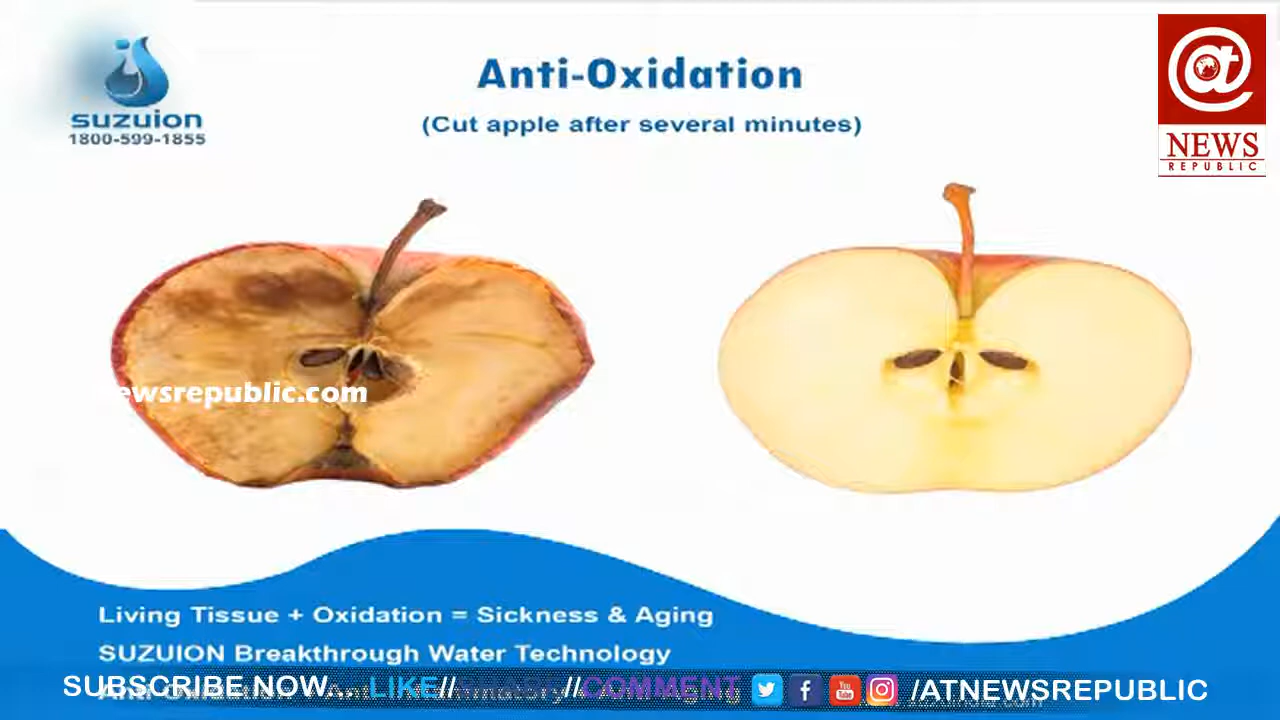 suzuion
1800-599-1855
Anti-Oxidation
(Cut apple after several minutes)
@t
NEWS
REPUBLIC
newsrepublic.com
Living Tissue + Oxidation = Sickness & Aging
SUZUION Breakthrough Water Technology
SUBSCRIBE NOW... LIKE// //COMMENT /ATNEWSREPUBLIC